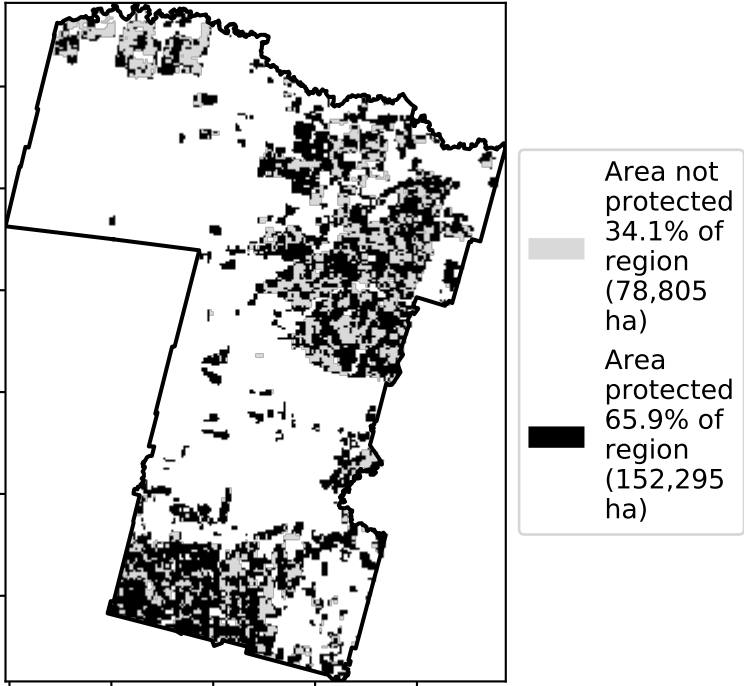 Area not
protected
34.1% of
region
(78,805
ha)
Area
protected
65.9% of
region
(152,295
ha)